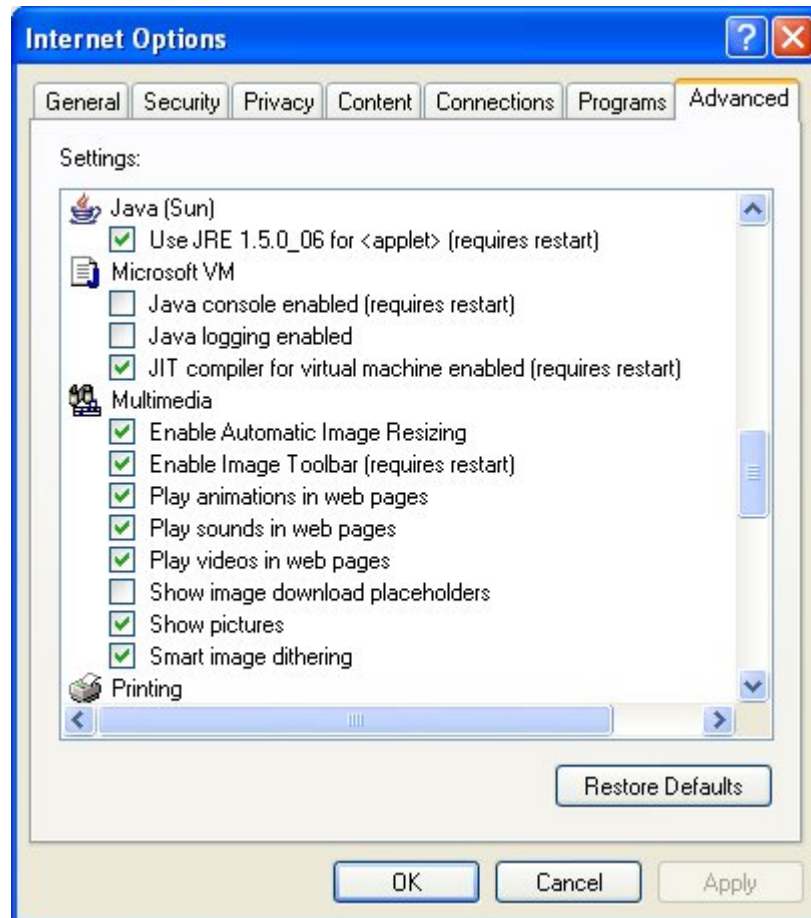 Internet Options
General Security Privacy Content Connections Programs Advanced
Settings:
Java (Sun)
Use JRE 1.5.0_06 for <applet> (requires restart)
Microsoft VM
Java console enabled (requires restart)
Java logging enabled
JIT compiler for virtual machine enabled (requires restart)
Multimedia
Enable Automatic Image Resizing
Enable Image Toolbar (requires restart)
Play animations in web pages
Play sounds in web pages
Play videos in web pages
Show image download placeholders
Show pictures
Smart image dithering
Printing
Restore Defaults
OK Cancel Apply